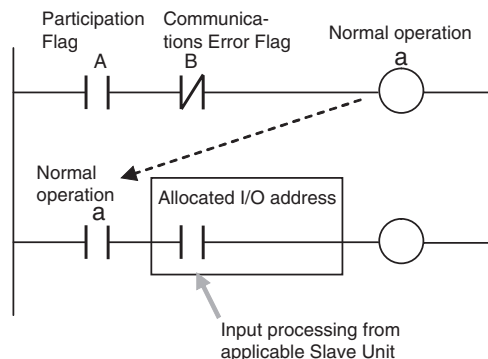 Participation
Flag
Communica-
tions Error Flag
Normal operation
A
B
a
Normal
operation
a
Allocated I/O address
Input processing from
applicable Slave Unit